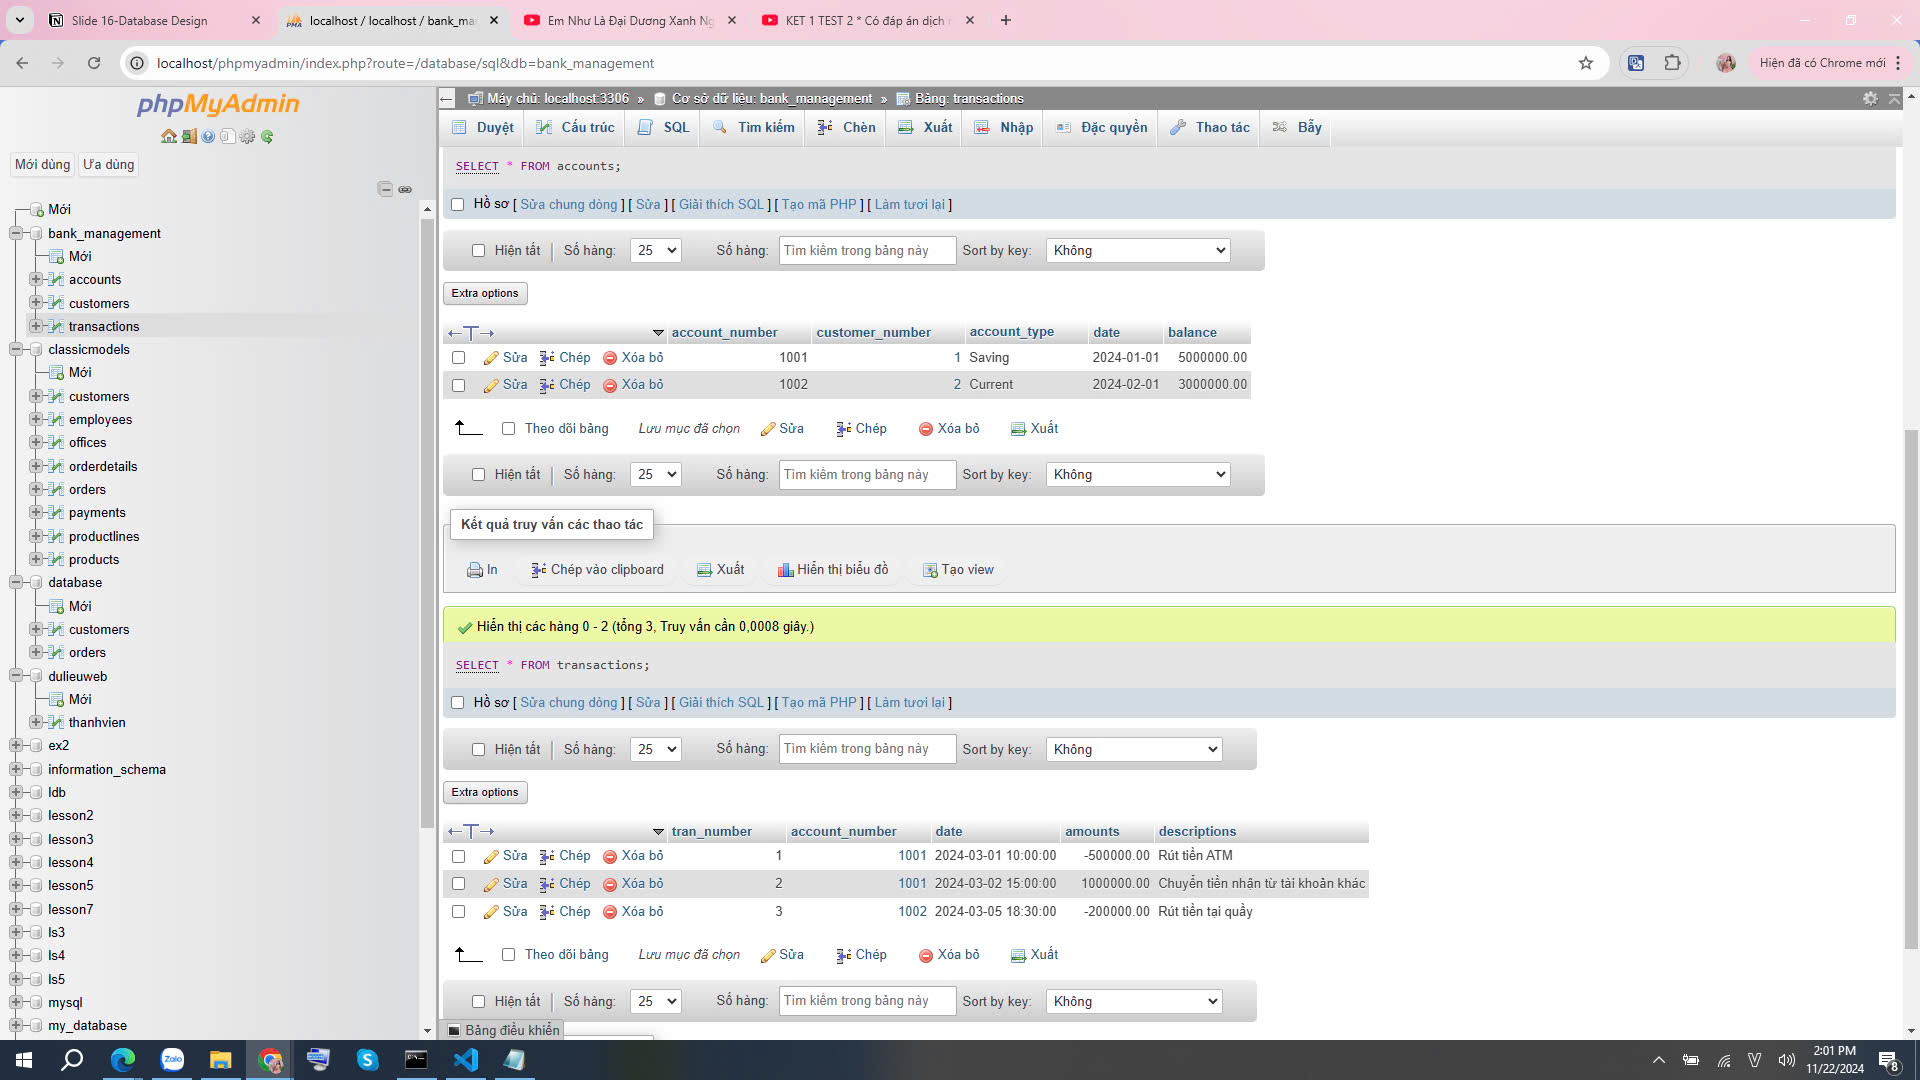 Slide 16-Database Design
localhost / localhost / bank_ma
Em Như Là Đại Dương Xanh Ng
KET 1 TEST 2 * Có đáp án dịch
localhost/phpmyadmin/index.php?route=/database/sql&db=bank_management
Hiện đã có Chrome mới
phpMyAdmin
Mới dùng Ưa dùng
Mới
bank_management
Mới
accounts
customers
transactions
classicmodels
Mới
customers
employees
offices
orderdetails
orders
payments
productlines
products
database
Mới
customers
orders
dulieuweb
Mới
thanhvien
ex2
information_schema
ldb
lesson2
lesson3
lesson4
lesson5
lesson7
ls3
ls4
ls5
mysql
my_database
Máy chủ: localhost:3306 » Cơ sở dữ liệu: bank_management » Bảng: transactions
Duyệt Cấu trúc SQL Tìm kiếm Chèn Xuất Nhập Đặc quyền Thao tác Bẫy
SELECT * FROM accounts;
Hồ sơ [ Sửa chung dòng ] [ Sửa ] [ Giải thích SQL ] [ Tạo mã PHP ] [ Làm tươi lại ]
Hiện tất Số hàng: 25 Số hàng: Tìm kiếm trong bảng này Sort by key: Không
Extra options
account_number customer_number account_type date balance
Sửa Chép Xóa bỏ 1001 1 Saving 2024-01-01 5000000.00
Sửa Chép Xóa bỏ 1002 2 Current 2024-02-01 3000000.00
Theo dõi bảng Lưu mục đã chọn Sửa Chép Xóa bỏ Xuất
Hiện tất Số hàng: 25 Số hàng: Tìm kiếm trong bảng này Sort by key: Không
Kết quả truy vấn các thao tác
In Chép vào clipboard Xuất Hiển thị biểu đồ Tạo view
Hiển thị các hàng 0 - 2 (tổng 3, Truy vấn cần 0,0008 giây.)
SELECT * FROM transactions;
Hồ sơ [ Sửa chung dòng ] [ Sửa ] [ Giải thích SQL ] [ Tạo mã PHP ] [ Làm tươi lại ]
Hiện tất Số hàng: 25 Số hàng: Tìm kiếm trong bảng này Sort by key: Không
Extra options
tran_number account_number date amounts descriptions
Sửa Chép Xóa bỏ 1 1001 2024-03-01 10:00:00 -500000.00 Rút tiền ATM
Sửa Chép Xóa bỏ 2 1001 2024-03-02 15:00:00 1000000.00 Chuyển tiền nhận từ tài khoản khác
Sửa Chép Xóa bỏ 3 1002 2024-03-05 18:30:00 -200000.00 Rút tiền tại quầy
Theo dõi bảng Lưu mục đã chọn Sửa Chép Xóa bỏ Xuất
Hiện tất Số hàng: 25 Số hàng: Tìm kiếm trong bảng này Sort by key: Không
Bảng điều khiển
Zalo
2:01 PM
11/22/2024
8